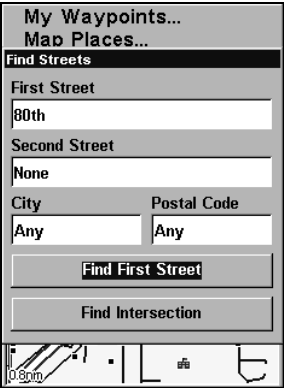 My Waypoints...
Map Places...
Find Streets
First Street
80th
Second Street
None
City Postal Code
Any Any
Find First Street
Find Intersection
0.8nm